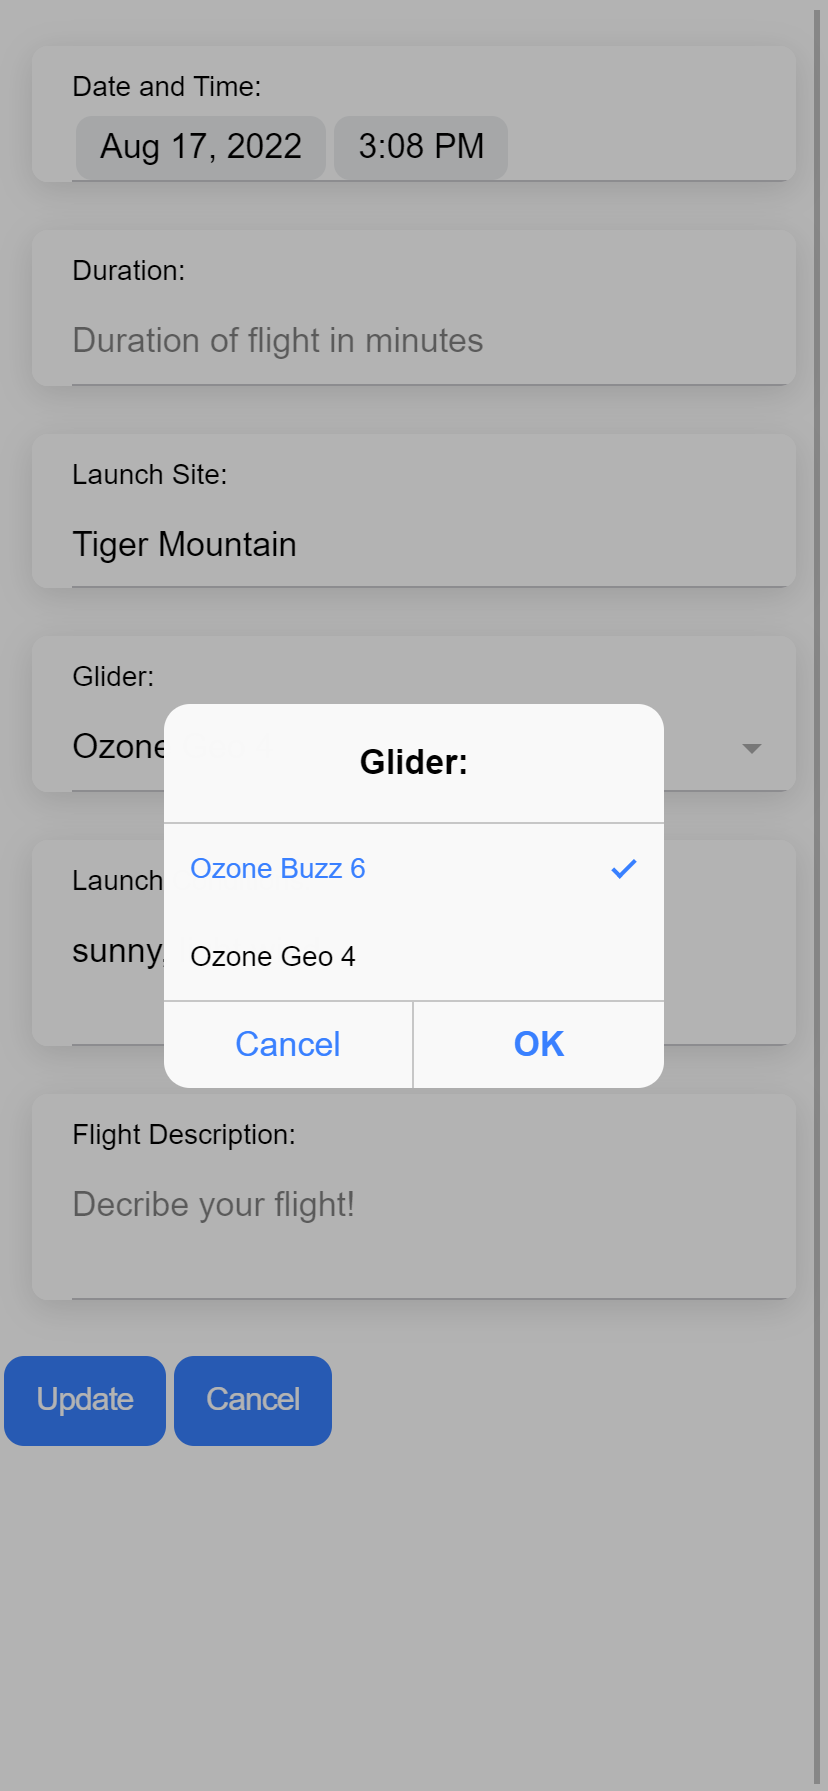 Date and Time:
Aug 17, 2022 3:08 PM
Duration:
Duration of flight in minutes
Launch Site:
Tiger Mountain
Glider:
Ozone
Glider:
Ozone Buzz 6
Ozone Geo 4
Cancel OK
Launch
sunny,
Flight Description:
Decribe your flight!
Update Cancel